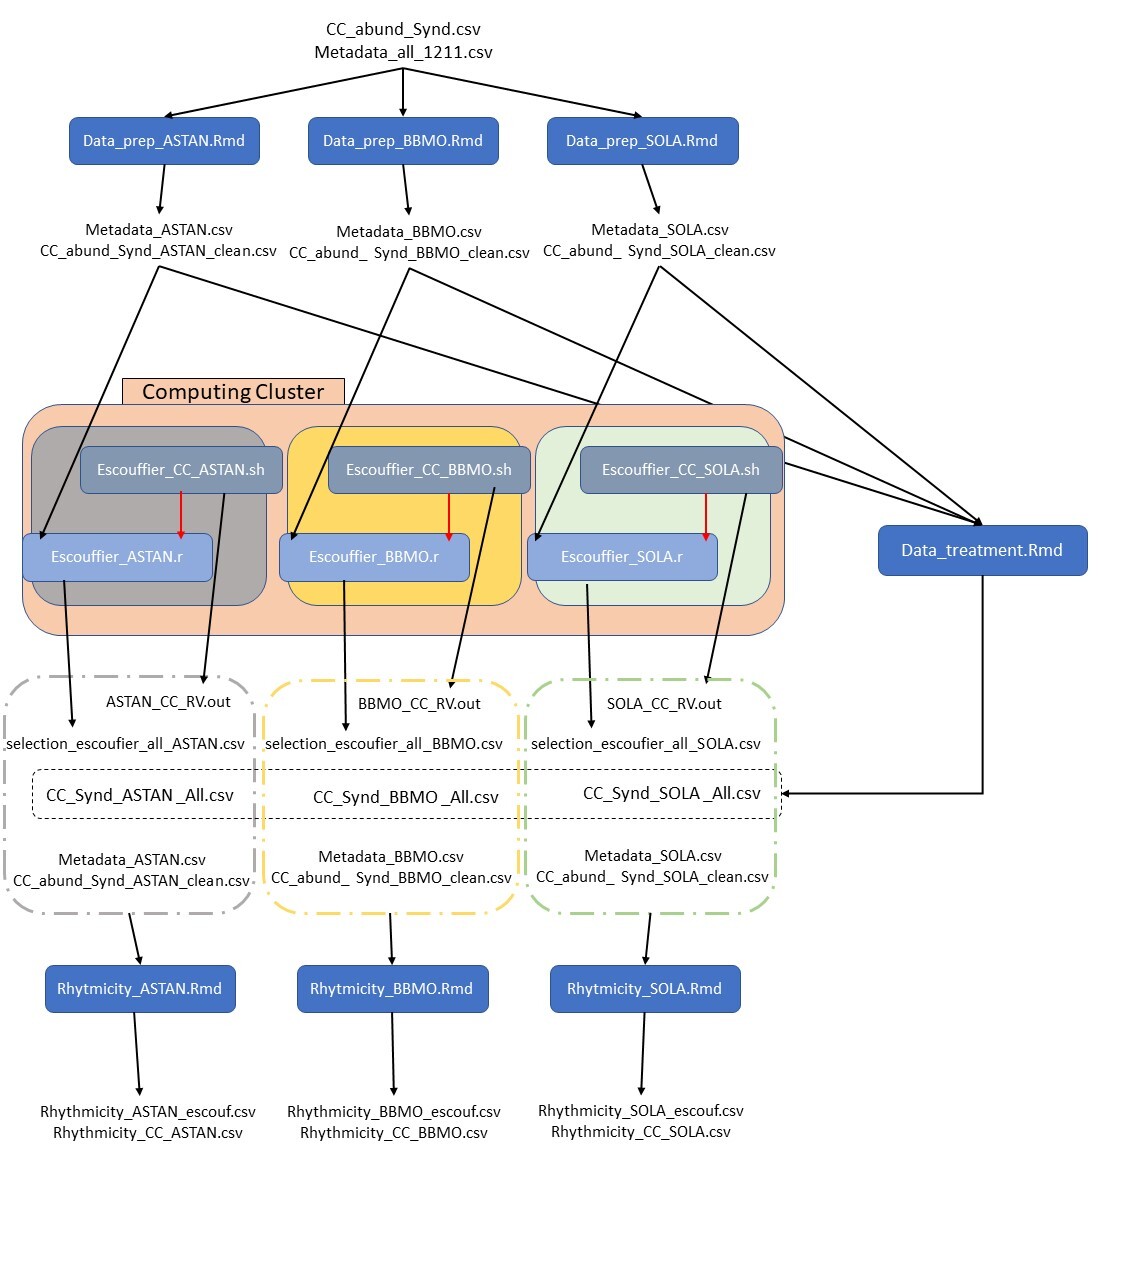 CC_abund_Synd.csv
Metadata_all_1211.csv
Data_prep_ASTAN.Rmd
Data_prep_BBMO.Rmd
Data_prep_SOLA.Rmd
Metadata_ASTAN.csv
CC_abund_Synd_ASTAN_clean.csv
Metadata_BBMO.csv
CC_abund_ Synd_BBMO_clean.csv
Metadata_SOLA.csv
CC_abund_ Synd_SOLA_clean.csv
Computing Cluster
Escouffier_CC_ASTAN.sh
Escouffier_CC_BBMO.sh
Escouffier_CC_SOLA.sh
Escouffier_ASTAN.r
Escouffier_BBMO.r
Escouffier_SOLA.r
Data_treatment.Rmd
ASTAN_CC_RV.out
BBMO_CC_RV.out
SOLA_CC_RV.out
selection_escoufier_all_ASTAN.csv
selection_escoufier_all_BBMO.csv
selection_escoufier_all_SOLA.csv
CC_Synd_ASTAN _All.csv
CC_Synd_BBMO _All.csv
CC_Synd_SOLA _All.csv
Metadata_ASTAN.csv
CC_abund_Synd_ASTAN_clean.csv
Metadata_BBMO.csv
CC_abund_ Synd_BBMO_clean.csv
Metadata_SOLA.csv
CC_abund_ Synd_SOLA_clean.csv
Rhytmicity_ASTAN.Rmd
Rhytmicity_BBMO.Rmd
Rhytmicity_SOLA.Rmd
Rhythmicity_ASTAN_escouf.csv
Rhythmicity_CC_ASTAN.csv
Rhythmicity_BBMO_escouf.csv
Rhythmicity_CC_BBMO.csv
Rhythmicity_SOLA_escouf.csv
Rhythmicity_CC_SOLA.csv